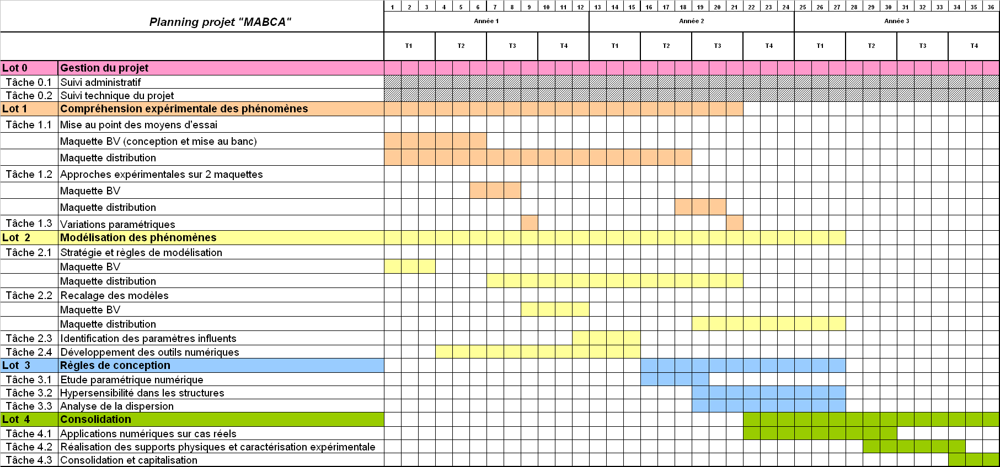 1 2 3 4 5 6 7 8 9 10 11 12 13 14 15 16 17 18 19 20 21 22 23 24 25 26 27 28 29 30 31 32 33 34 35 36
Planning projet "MABCA" Année 1 Année 2 Année 3
T1 T2 T3 T4 T1 T2 T3 T4 T1 T2 T3 T4
Lot 0 Gestion du projet
Tâche 0.1 Suivi administratif
Tâche 0.2 Suivi technique du projet
Lot 1 Compréhension expérimentale des phénomènes
Tâche 1.1 Mise au point des moyens d'essai
Maquette BV (conception et mise au banc)
Maquette distribution
Tâche 1.2 Approches expérimentales sur 2 maquettes
Maquette BV
Maquette distribution
Tâche 1.3 Variations paramétriques
Lot 2 Modélisation des phénomènes
Tâche 2.1 Stratégie et règles de modélisation
Maquette BV
Maquette distribution
Tâche 2.2 Recalage des modèles
Maquette BV
Maquette distribution
Tâche 2.3 Identification des paramètres influents
Tâche 2.4 Développement des outils numériques
Lot 3 Règles de conception
Tâche 3.1 Etude paramétrique numérique
Tâche 3.2 Hypersensibilité dans les structures
Tâche 3.3 Analyse de la dispersion
Lot 4 Consolidation
Tâche 4.1 Applications numériques sur cas réels
Tâche 4.2 Réalisation des supports physiques et caractérisation expérimentale
Tâche 4.3 Consolidation et capitalisation